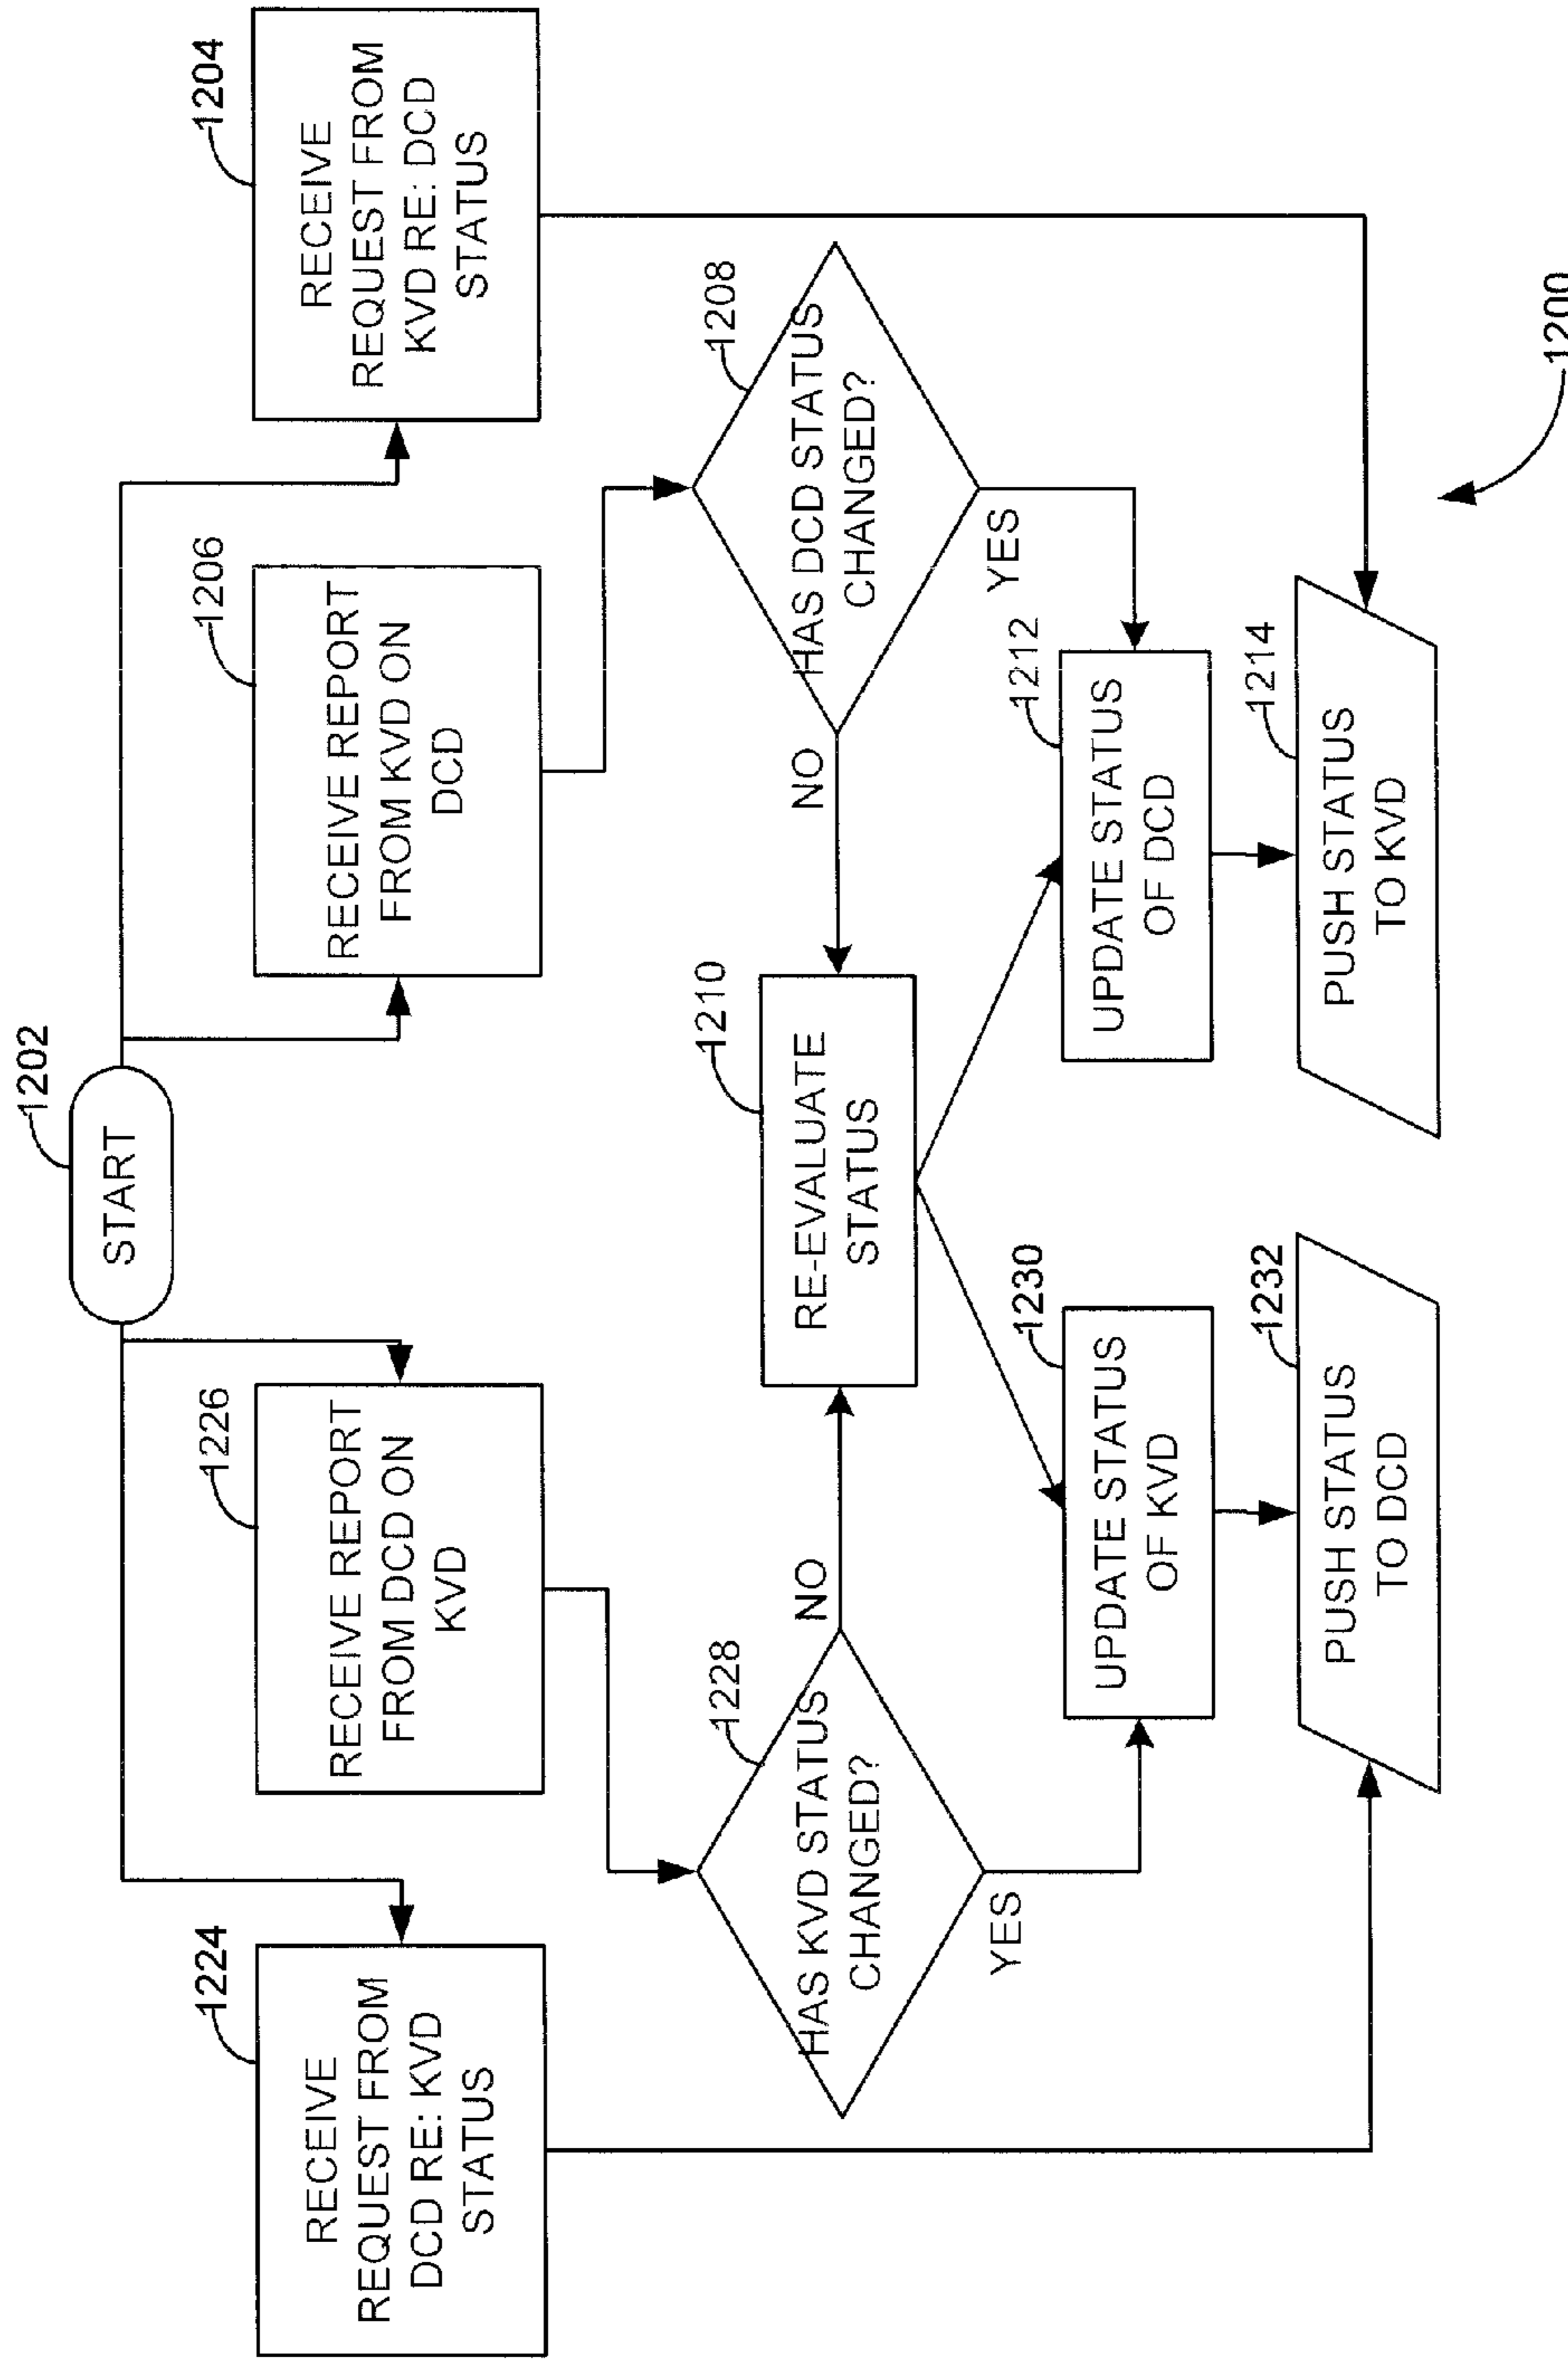 1202
START
1224
RECEIVE
REQUEST FROM
DCD RE: KVD
STATUS
1226
RECEIVE REPORT
FROM DCD ON
KVD
1206
RECEIVE REPORT
FROM KVD ON
DCD
1204
RECEIVE
REQUEST FROM
KVD RE: DCD
STATUS
1228
HAS KVD STATUS
CHANGED?
NO
YES
1210
RE-EVALUATE
STATUS
1208
HAS DCD STATUS
CHANGED?
NO
YES
1230
UPDATE STATUS
OF KVD
1212
UPDATE STATUS
OF DCD
1232
PUSH STATUS
TO DCD
1214
PUSH STATUS
TO KVD
1200